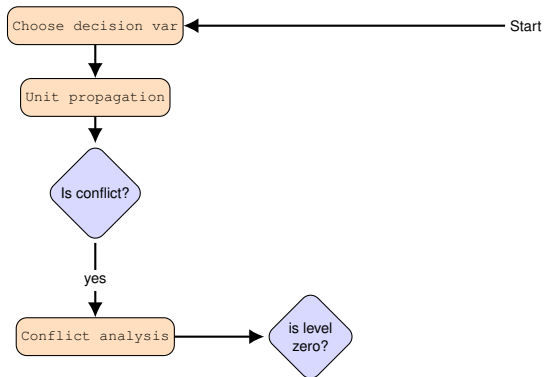 Choose decision var
Start
Unit propagation
Is conflict?
yes
Conflict analysis
is level
zero?